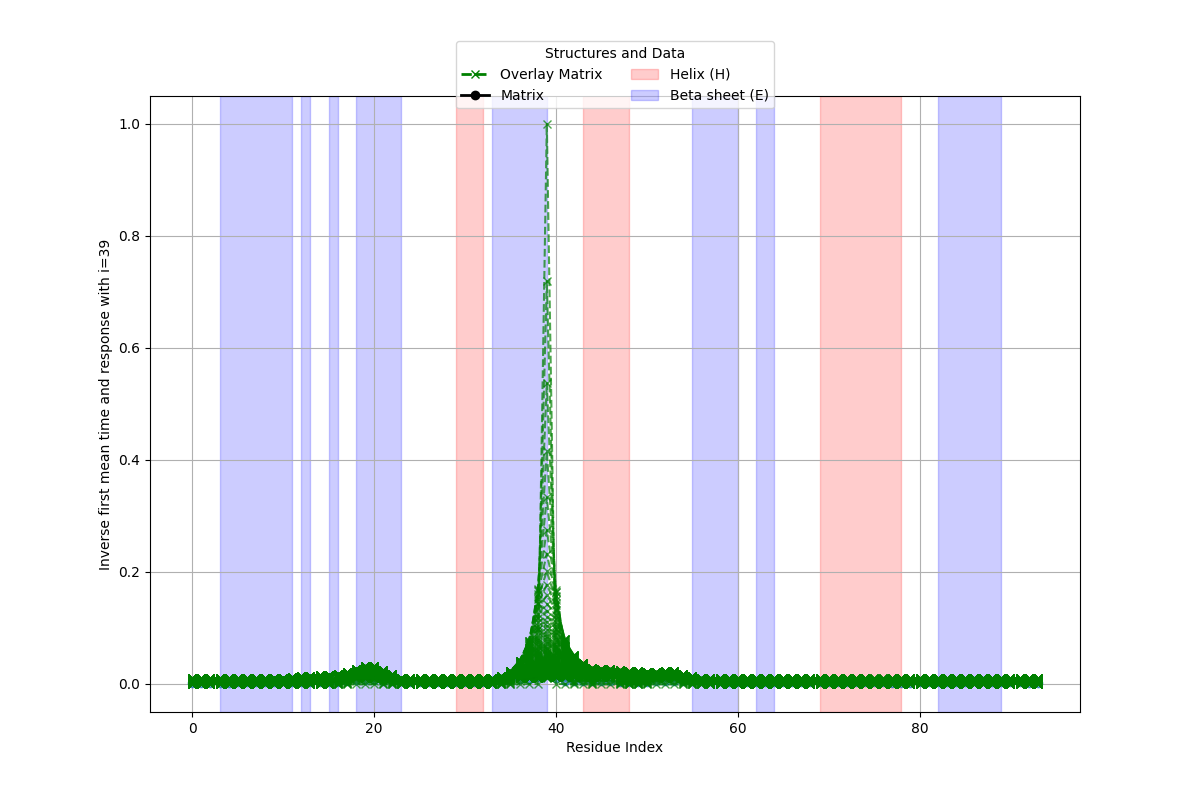 Structures and Data
Overlay Matrix
Helix (H)
Matrix
Beta sheet (E)
1.0
0.8
0.6
0.4
0.2
0.0
Inverse first mean time and response with i=39
0
20
40
60
80
Residue Index